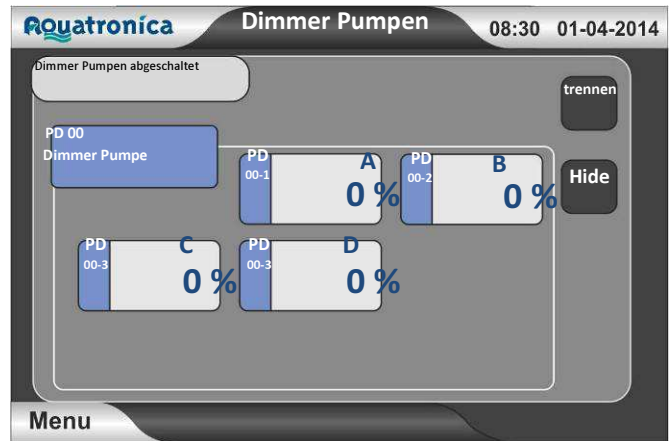 AQuatronica
Dimmer Pumpen
08:30 01-04-2014
Dimmer Pumpen abgeschaltet
trennen
PD 00
Dimmer Pumpe
PD
00-1
A
0 %
PD
00-2
B
0 %
Hide
PD
00-3
C
0 %
PD
00-3
D
0 %
Menu